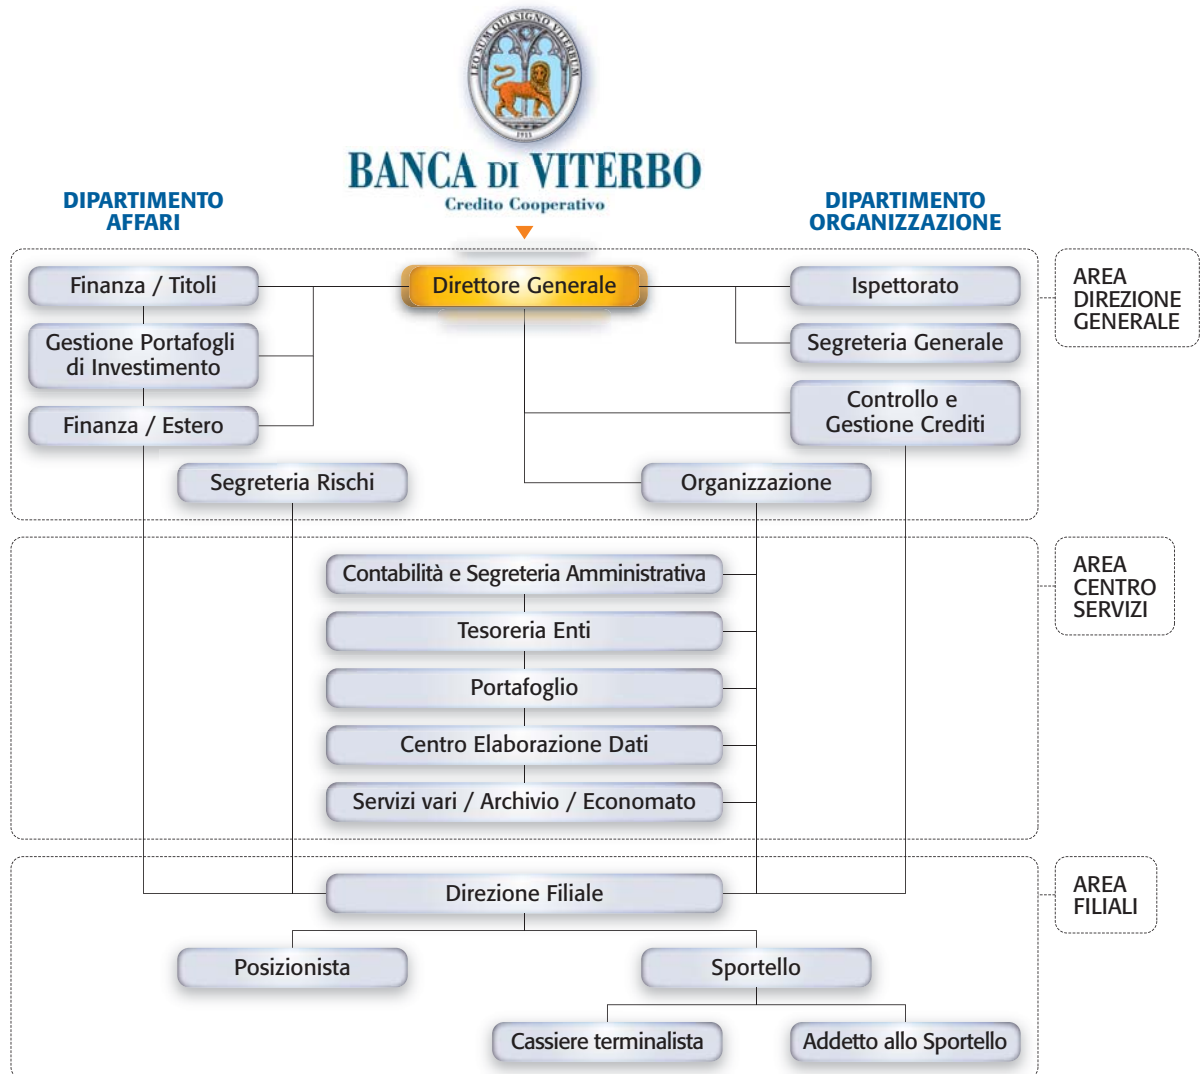 LEO SUM QUI SIGNO VITERBIUM
1911
BANCA DI VITERBO
Credito Cooperativo
DIPARTIMENTO
AFFARI
DIPARTIMENTO
ORGANIZZAZIONE
Finanza / Titoli
Direttore Generale
Ispettorato
AREA
DIREZIONE
GENERALE
Gestione Portafogli
di Investimento
Segreteria Generale
Finanza / Estero
Controllo e
Gestione Crediti
Segreteria Rischi
Organizzazione
Contabilità e Segreteria Amministrativa
AREA
CENTRO
SERVIZI
Tesoreria Enti
Portafoglio
Centro Elaborazione Dati
Servizi vari / Archivio / Economato
Direzione Filiale
AREA
FILIALI
Posizionista
Sportello
Cassiere terminalista
Addetto allo Sportello